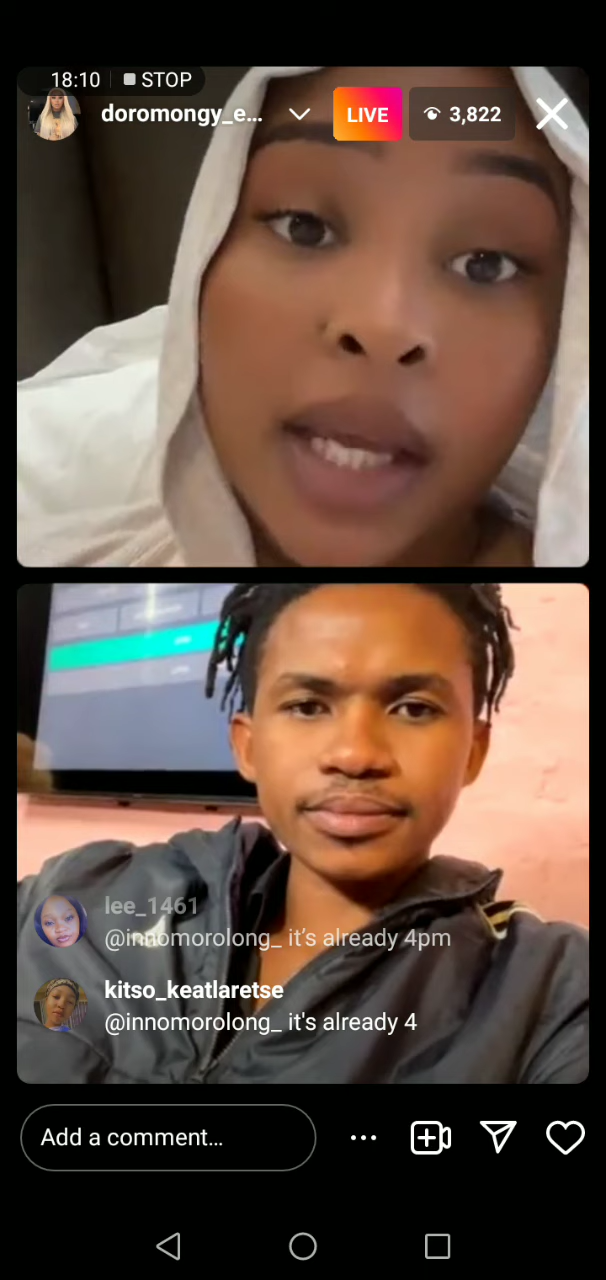 18:10 STOP
doromongy_e... LIVE 3,822
lee_1461
@innomorolong_ it’s already 4pm
kitso_keatlaretse
@innomorolong_ it's already 4
Add a comment...